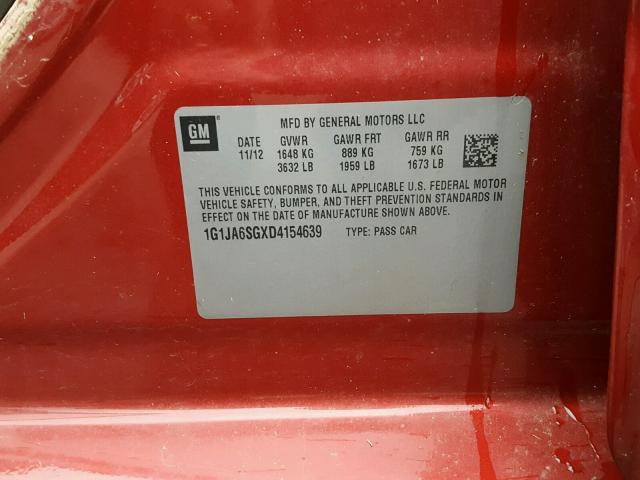 GM
MFD BY GENERAL MOTORS LLC
DATE GVWR GAWR FRT GAWR RR
11/12 1648 KG 889 KG 759 KG
3632 LB 1959 LB 1673 LB
THIS VEHICLE CONFORMS TO ALL APPLICABLE U.S. FEDERAL MOTOR
VEHICLE SAFETY, BUMPER, AND THEFT PREVENTION STANDARDS IN
EFFECT ON THE DATE OF MANUFACTURE SHOWN ABOVE.
1G1JA6SGXD4154639 TYPE: PASS CAR